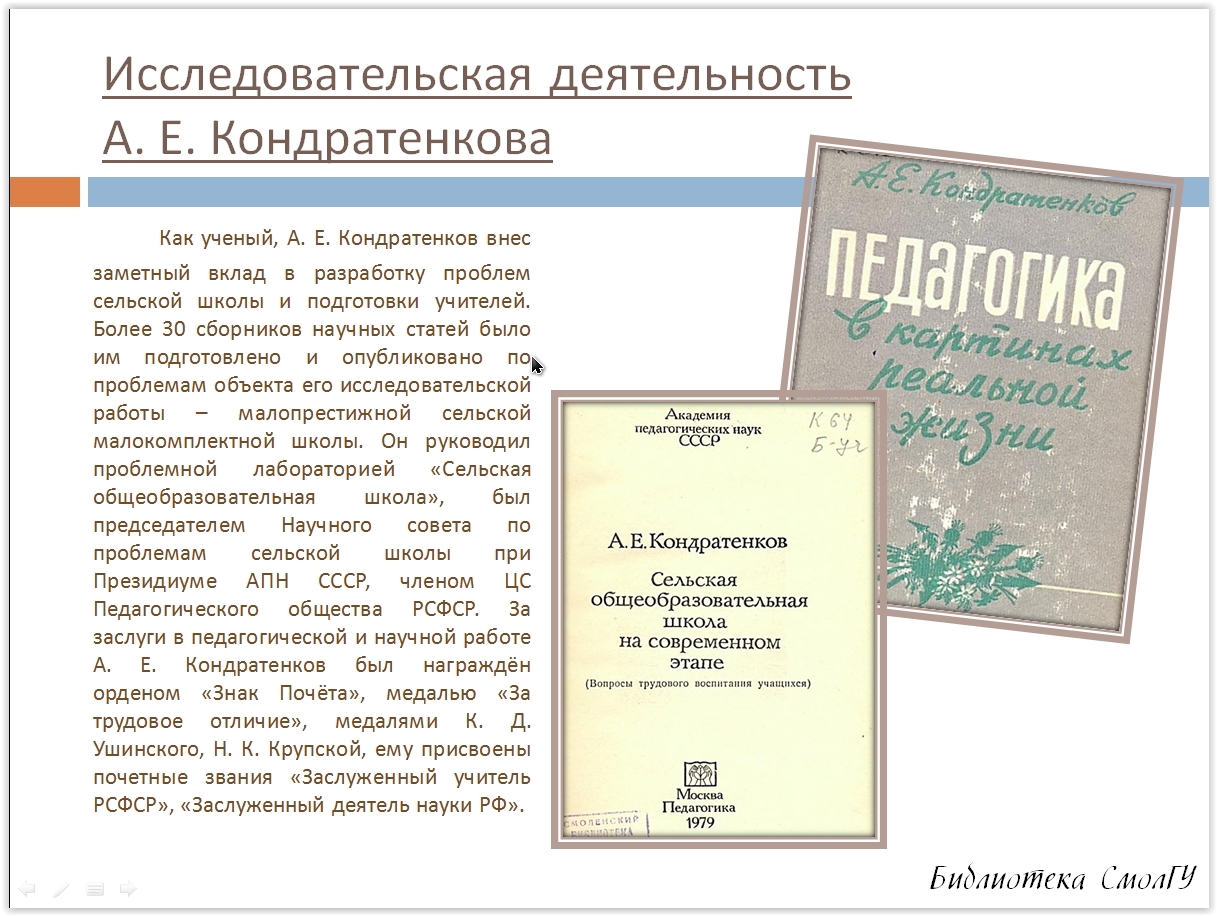 Исследовательская деятельность
А. Е. Кондратенкова
Как ученый, А. Е. Кондратенков внес
заметный вклад в разработку проблем
сельской школы и подготовки учителей.
Более 30 сборников научных статей было
им подготовлено и опубликовано по
проблемам объекта его исследовательской
работы – малопрестижной сельской
малокомплектной школы. Он руководил
проблемной лабораторией «Сельская
общеобразовательная школа», был
председателем Научного совета по
проблемам сельской школы при
Президиуме АПН СССР, членом ЦС
Педагогического общества РСФСР. За
заслуги в педагогической и научной работе
А. Е. Кондратенков был награждён
орденом «Знак Почёта», медалью «За
трудовое отличие», медалями К. Д.
Ушинского, Н. К. Крупской, ему присвоены
почетные звания «Заслуженный учитель
РСФСР», «Заслуженный деятель науки РФ».
Академия
педагогических наук
СССР
К 64
Б-уч
А. Е. Кондратенков
Сельская
общеобразовательная
школа
на современном
этапе
(Вопросы трудового воспитания учащихся)
Москва
Педагогика
1979
СМОЛЕНСКИЙ
БИБЛИОТЕКА
А. Е. Кондратенков
ПЕДАГОГИКА
в картинах
реальной
жизни
Библиотека СмолГУ